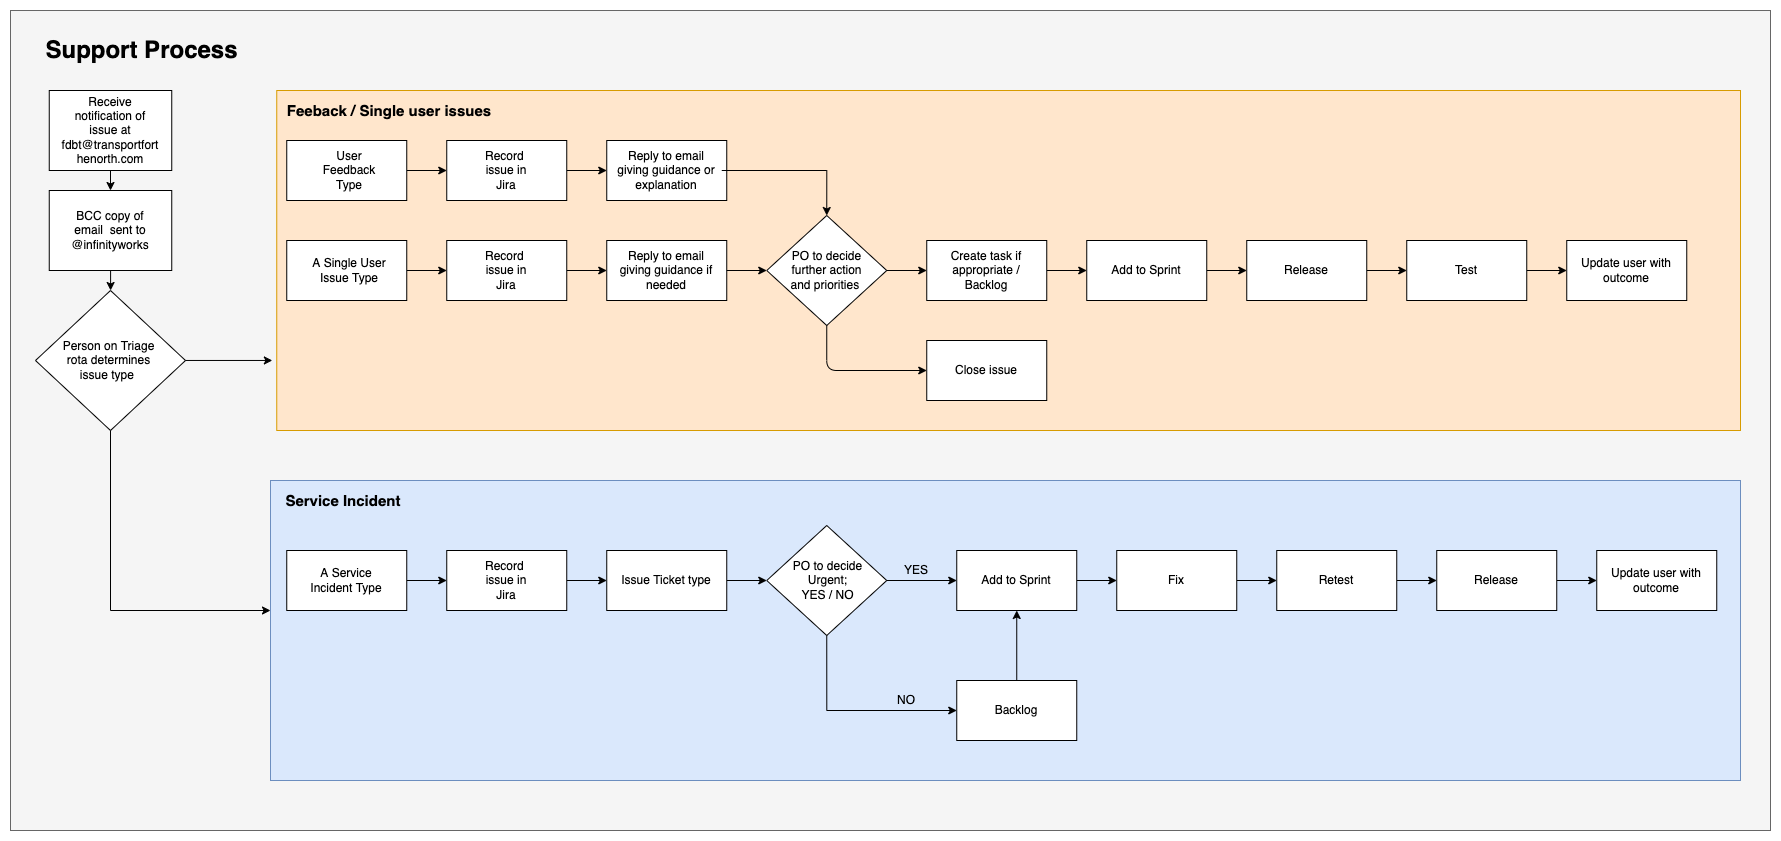 Support Process
Receive
notification of
issue at
fdbt@transportfort
henorth.com
BCC copy of
email sent to
@infinityworks
Person on Triage
rota determines
issue type
Feeback / Single user issues
User
Feedback
Type
Record
issue in
Jira
Reply to email
giving guidance or
explanation
A Single User
Issue Type
Record
issue in
Jira
Reply to email
giving guidance if
needed
PO to decide
further action
and priorities
Create task if
appropriate /
Backlog
Add to Sprint
Release
Test
Update user with
outcome
Close issue
Service Incident
A Service
Incident Type
Record
issue in
Jira
Issue Ticket type
PO to decide
Urgent;
YES / NO
YES
Add to Sprint
Fix
Retest
Release
Update user with
outcome
NO
Backlog